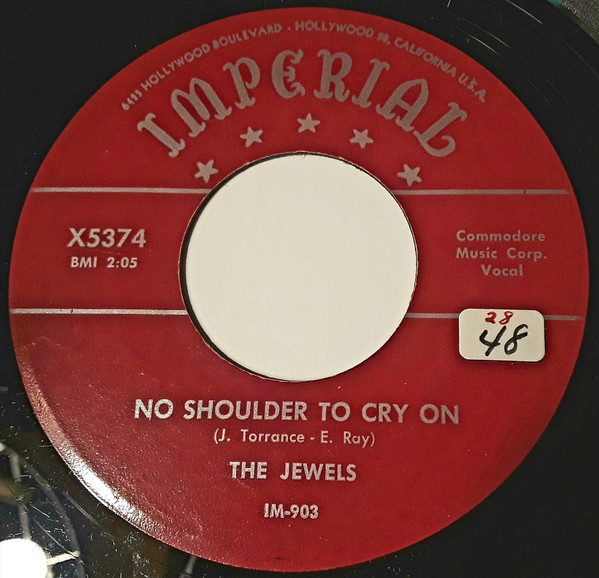 6425 HOLLYWOOD BOULEVARD - HOLLYWOOD 28, CALIFORNIA U.S.A.
IMPERIAL
X5374
BMI 2:05
Commodore
Music Corp.
Vocal
28
48
NO SHOULDER TO CRY ON
(J. Torrance - E. Ray)
THE JEWELS
IM-903